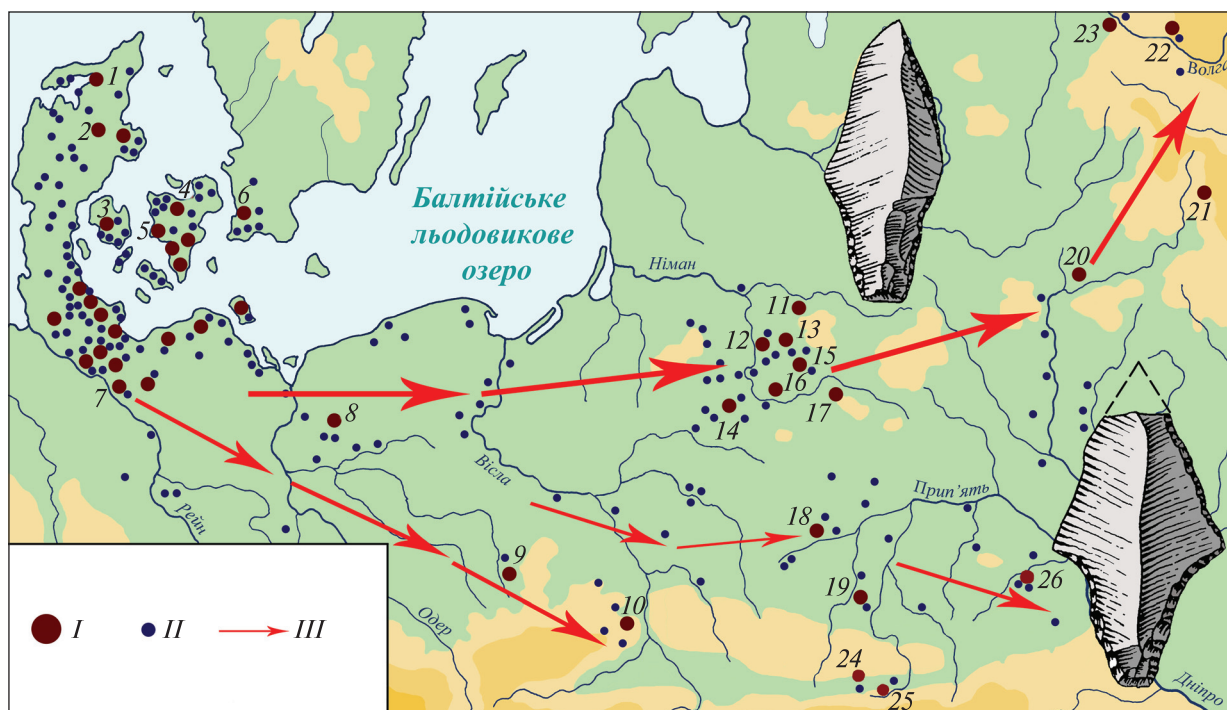 23
22
Волга
1
2
4
6
3
5
Балтійське
льодовикове
озеро
21
20
Німан
11
12
13
15
16
17
7
8
14
Вісла
Прип’ять
18
Рейн
9
19
26
10
Одер
24
25
Дніпро
I
II
III